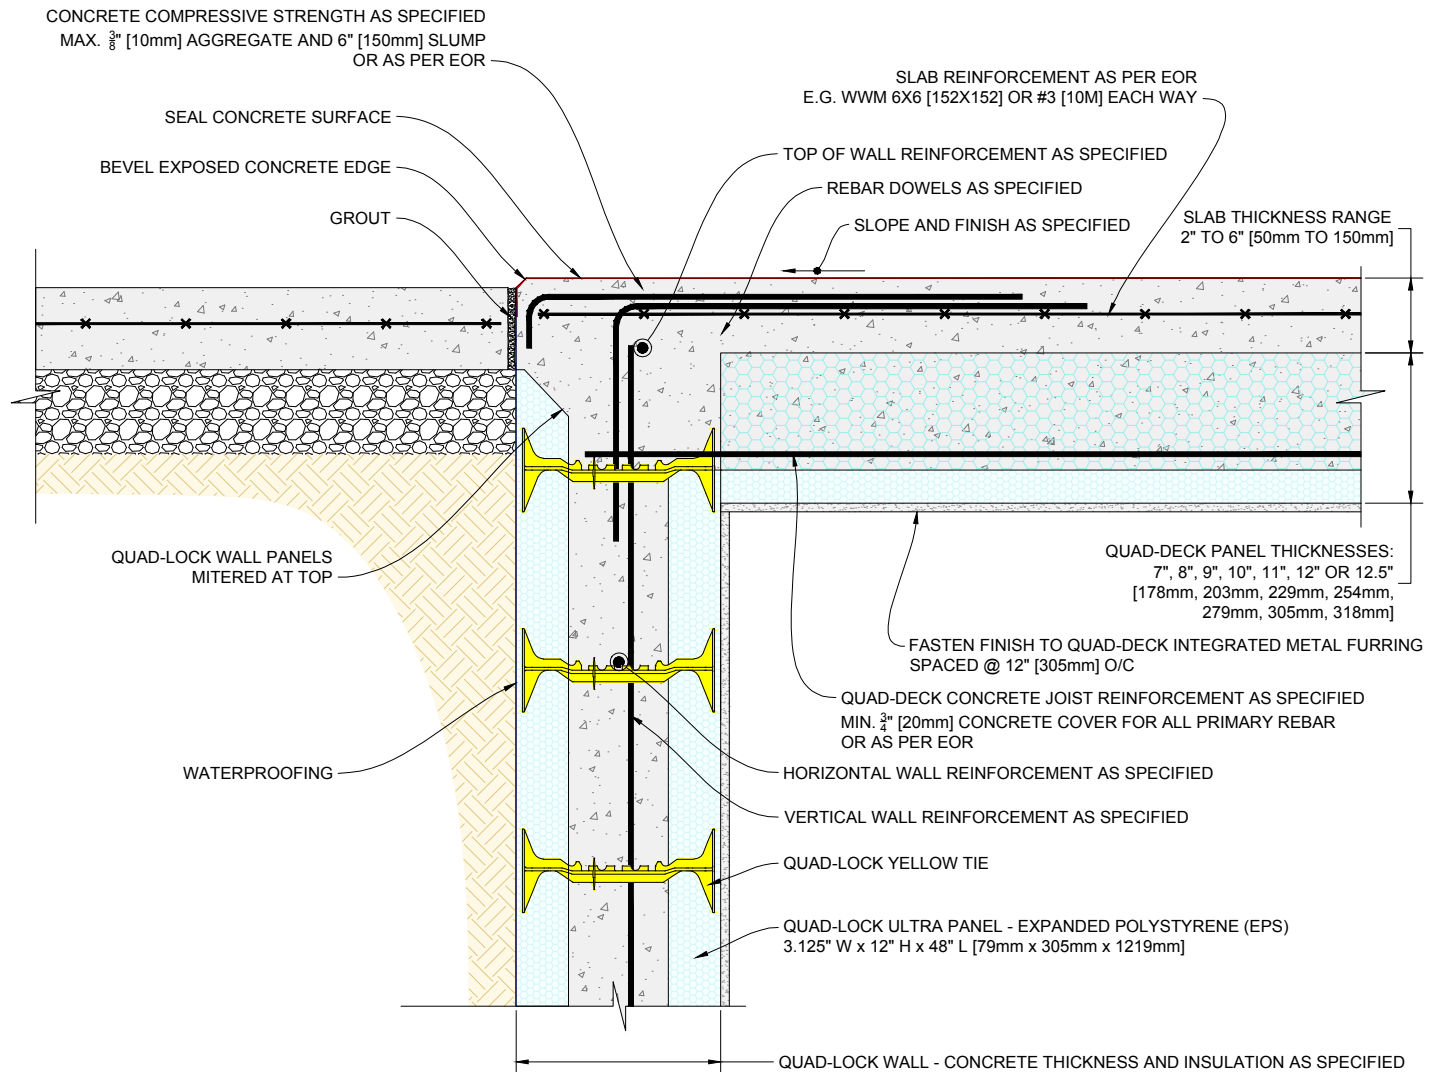 CONCRETE COMPRESSIVE STRENGTH AS SPECIFIED
MAX. 3/8" [10mm] AGGREGATE AND 6" [150mm] SLUMP
OR AS PER EOR
SEAL CONCRETE SURFACE
BEVEL EXPOSED CONCRETE EDGE
GROUT
SLAB REINFORCEMENT AS PER EOR
E.G. WWM 6X6 [152X152] OR #3 [10M] EACH WAY
TOP OF WALL REINFORCEMENT AS SPECIFIED
REBAR DOWELS AS SPECIFIED
SLOPE AND FINISH AS SPECIFIED
SLAB THICKNESS RANGE
2" TO 6" [50mm TO 150mm]
QUAD-LOCK WALL PANELS
MITERED AT TOP
WATERPROOFING
QUAD-DECK PANEL THICKNESSES:
7", 8", 9", 10", 11", 12" OR 12.5"
[178mm, 203mm, 229mm, 254mm,
279mm, 305mm, 318mm]
FASTEN FINISH TO QUAD-DECK INTEGRATED METAL FURRING
SPACED @ 12" [305mm] O/C
QUAD-DECK CONCRETE JOIST REINFORCEMENT AS SPECIFIED
MIN. 3/4" [20mm] CONCRETE COVER FOR ALL PRIMARY REBAR
OR AS PER EOR
HORIZONTAL WALL REINFORCEMENT AS SPECIFIED
VERTICAL WALL REINFORCEMENT AS SPECIFIED
QUAD-LOCK YELLOW TIE
QUAD-LOCK ULTRA PANEL - EXPANDED POLYSTYRENE (EPS)
3.125" W x 12" H x 48" L [79mm x 305mm x 1219mm]
QUAD-LOCK WALL - CONCRETE THICKNESS AND INSULATION AS SPECIFIED